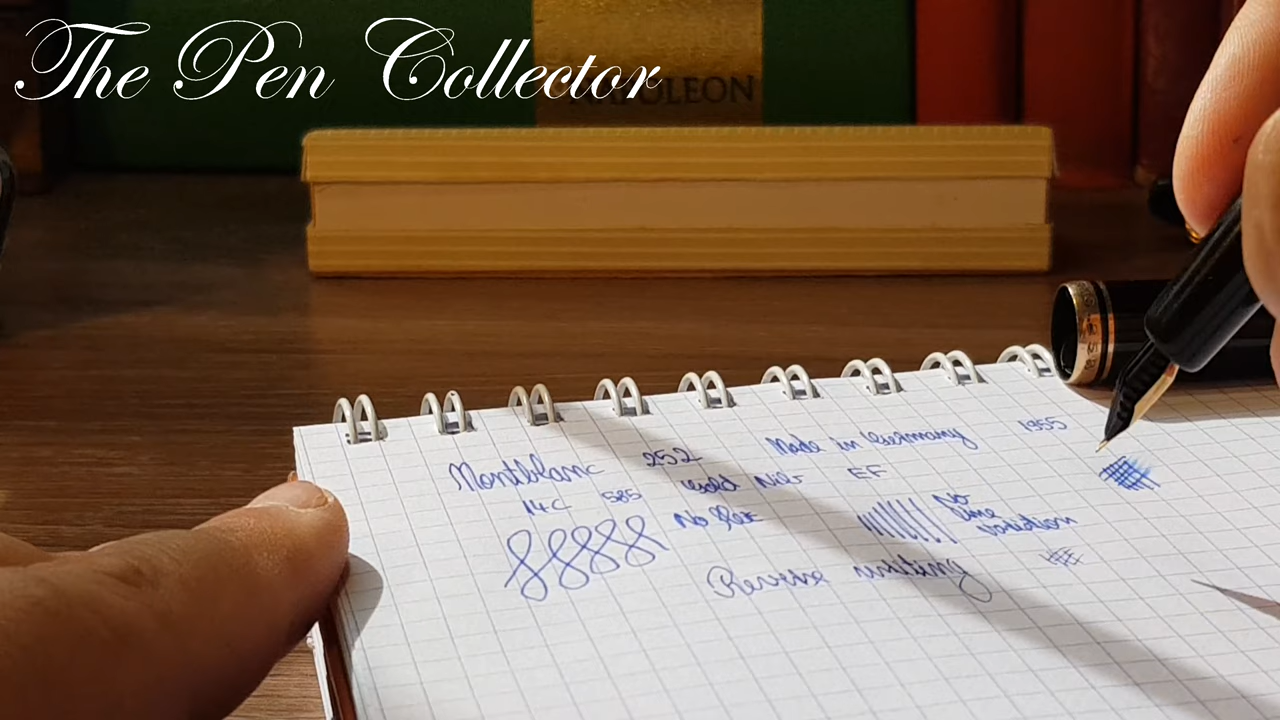 The Pen Collector
NAPOLEON
Montblanc 252 Made in Germany 1955
14C 585 Gold Nib EF
No flex No line variation
Reverse writing